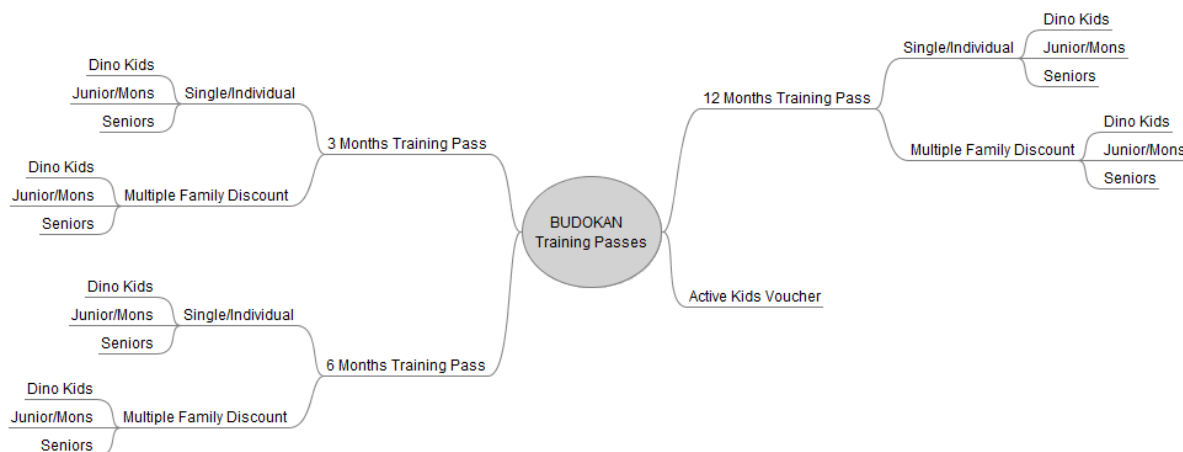 BUDOKAN
Training Passes
3 Months Training Pass
Single/Individual
Dino Kids
Junior/Mons
Seniors
Multiple Family Discount
Dino Kids
Junior/Mons
Seniors
6 Months Training Pass
Single/Individual
Dino Kids
Junior/Mons
Seniors
Multiple Family Discount
Dino Kids
Junior/Mons
Seniors
12 Months Training Pass
Single/Individual
Dino Kids
Junior/Mons
Seniors
Multiple Family Discount
Dino Kids
Junior/Mons
Seniors
Active Kids Voucher